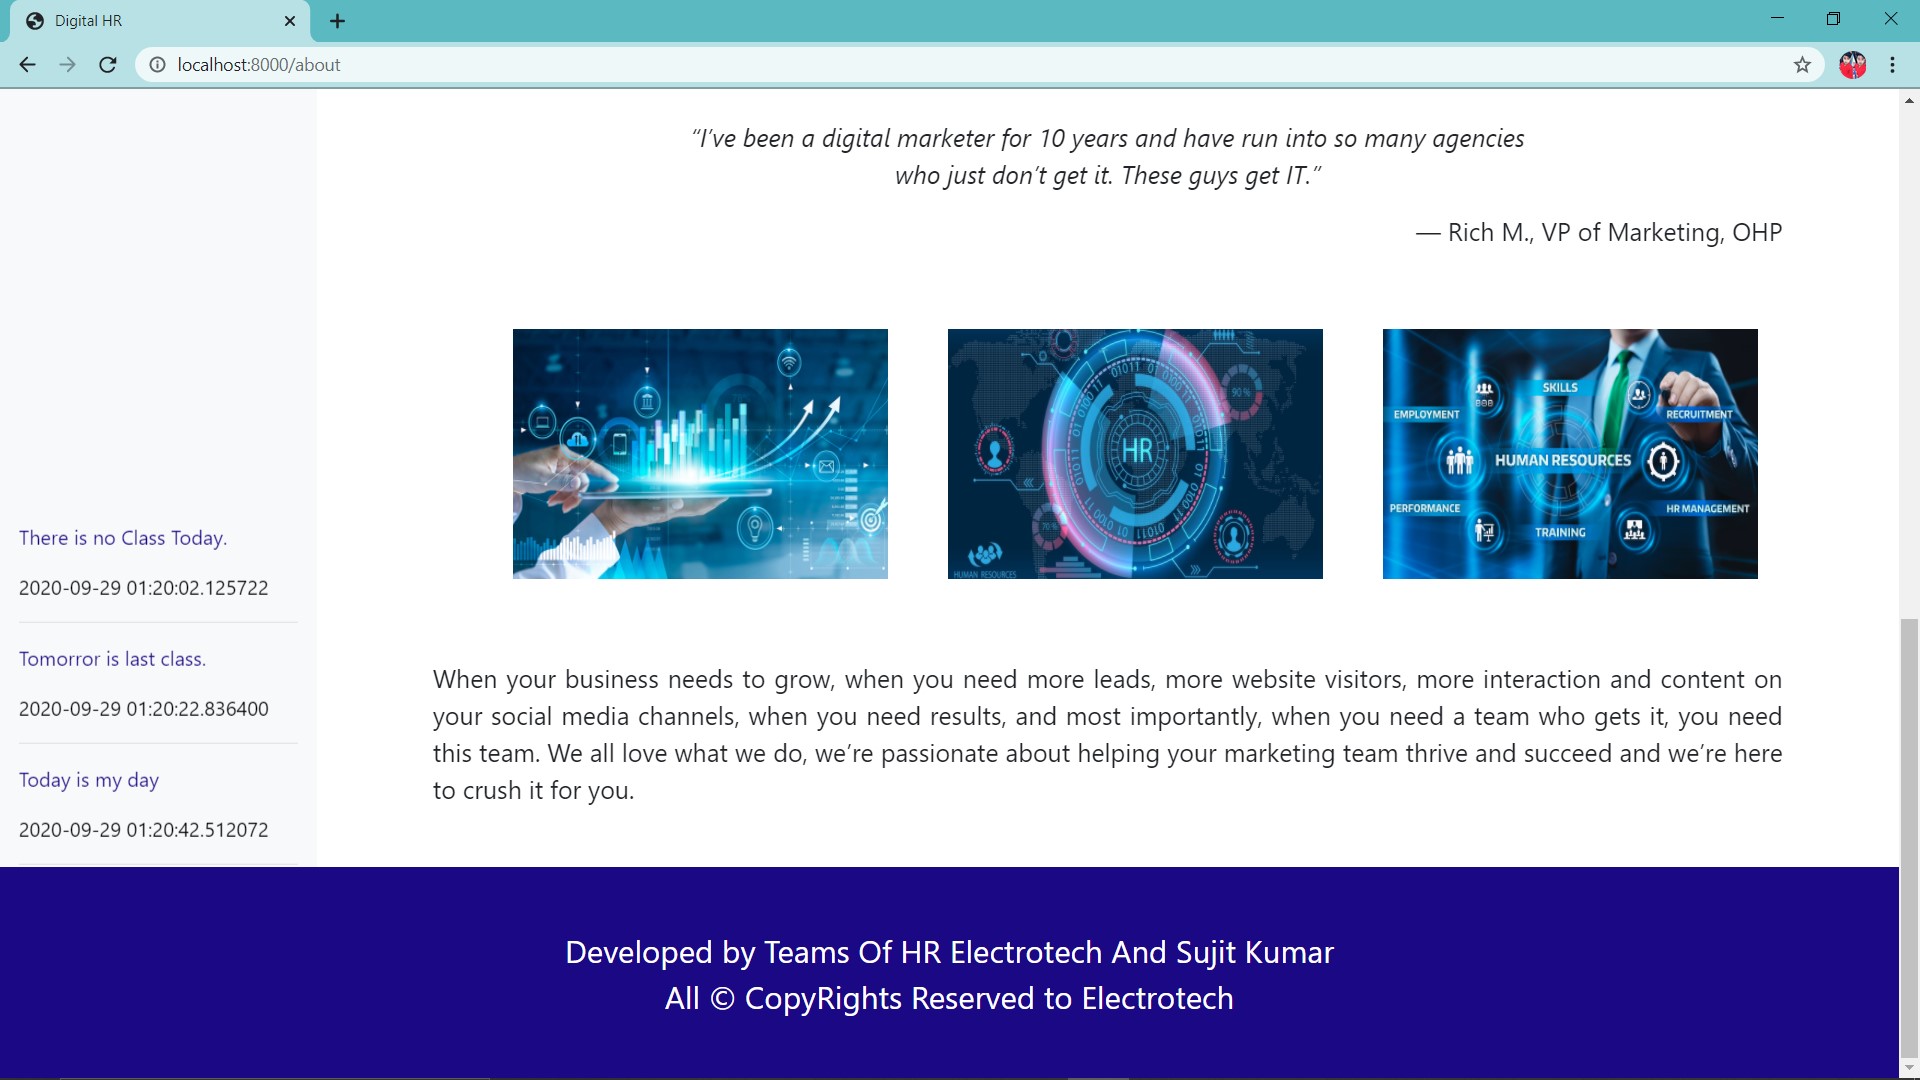 Digital HR
localhost:8000/about
“I’ve been a digital marketer for 10 years and have run into so many agencies
who just don’t get it. These guys get IT.”
— Rich M., VP of Marketing, OHP
HR
HUMAN RESOURCES
90 %
70 %
01011
SKILLS
EMPLOYMENT
RECRUITMENT
HUMAN RESOURCES
PERFORMANCE
HR MANAGEMENT
TRAINING
There is no Class Today.
2020-09-29 01:20:02.125722
Tomorror is last class.
2020-09-29 01:20:22.836400
Today is my day
2020-09-29 01:20:42.512072
When your business needs to grow, when you need more leads, more website visitors, more interaction and content on
your social media channels, when you need results, and most importantly, when you need a team who gets it, you need
this team. We all love what we do, we’re passionate about helping your marketing team thrive and succeed and we’re here
to crush it for you.
Developed by Teams Of HR Electrotech And Sujit Kumar
All © CopyRights Reserved to Electrotech